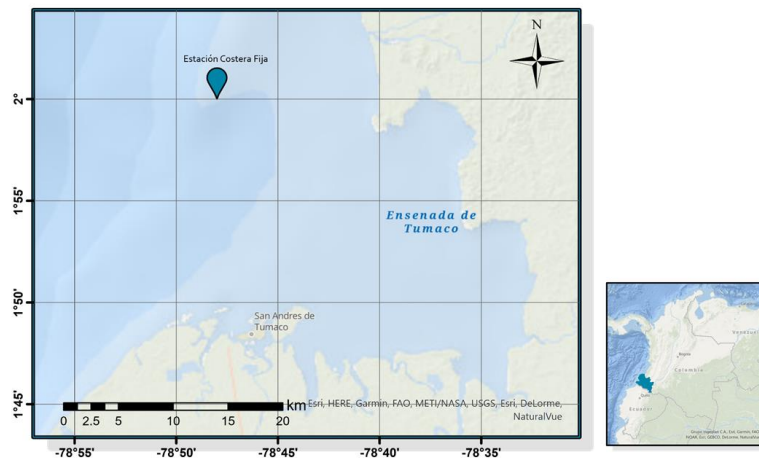 N
Estación Costera Fija
2°
1°55'
Ensenada de
Tumaco
1°50'
San Andres de
Tumaco
1°45'
0 2.5 5 10 15 20 km
Esri, HERE, Garmin, FAO, METI/NASA, USGS, Esri, DeLorme,
NaturalVue
-78°55' -78°50' -78°45' -78°40' -78°35'
Colombia
Ecuador